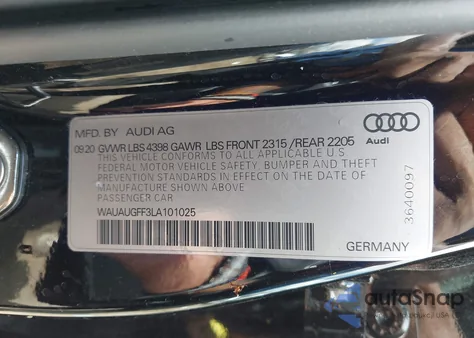 MFD. BY AUDI AG
09.20 GVWR LBS 4398 GAWR LBS FRONT 2315 /REAR 2205
THIS VEHICLE CONFORMS TO ALL APPLICABLE U S
FEDERAL MOTOR VEHICLE SAFETY, BUMPER AND THEFT
PREVENTION STANDARDS IN EFFECT ON THE DATE OF
MANUFACTURE SHOWN ABOVE
PASSENGER CAR
WAUAUGFF3LA101025
Audi
3640097
GERMANY
autoSnap